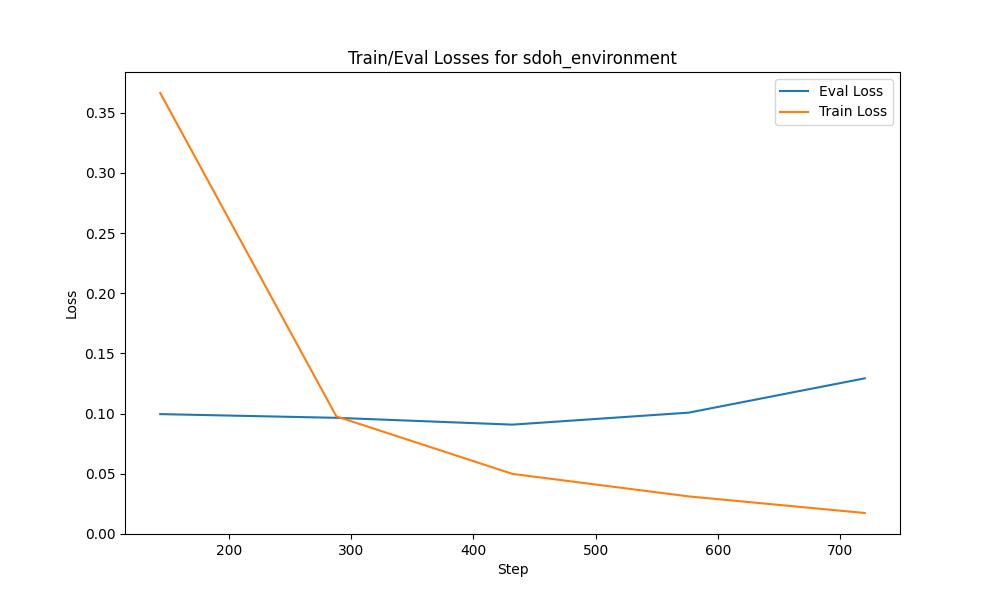 Train/Eval Losses for sdoh_environment
Eval Loss
Train Loss
0.35
0.30
0.25
0.20
0.15
0.10
0.05
0.00
Loss
200
300
400
500
600
700
Step